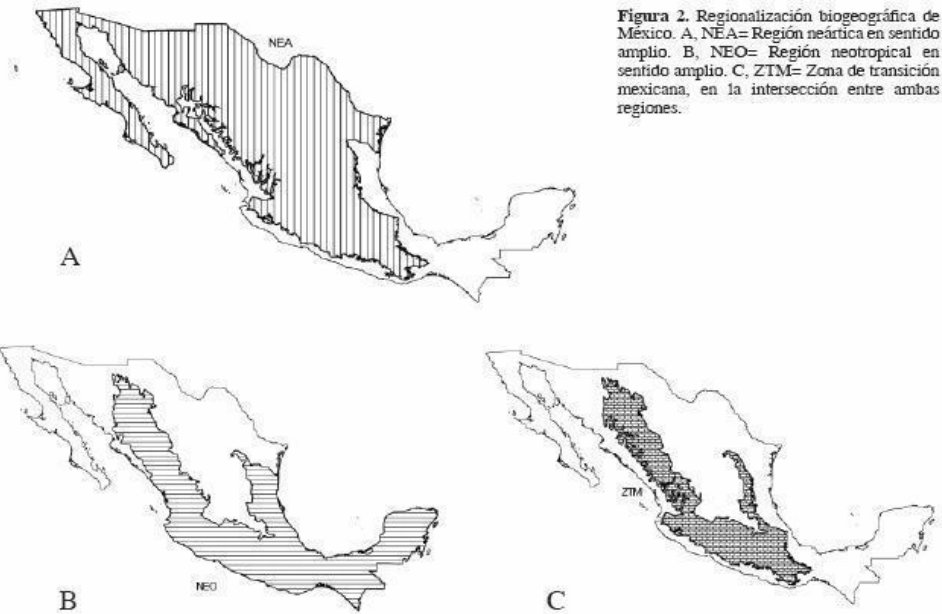 Figura 2. Regionalización biogeográfica de
México. A, NEA= Región neártica en sentido
amplio. B, NEO= Región neotropical en
sentido amplio. C, ZTM= Zona de transición
mexicana, en la intersección entre ambas
regiones.
NEA
A
NEO
B
ZTM
C